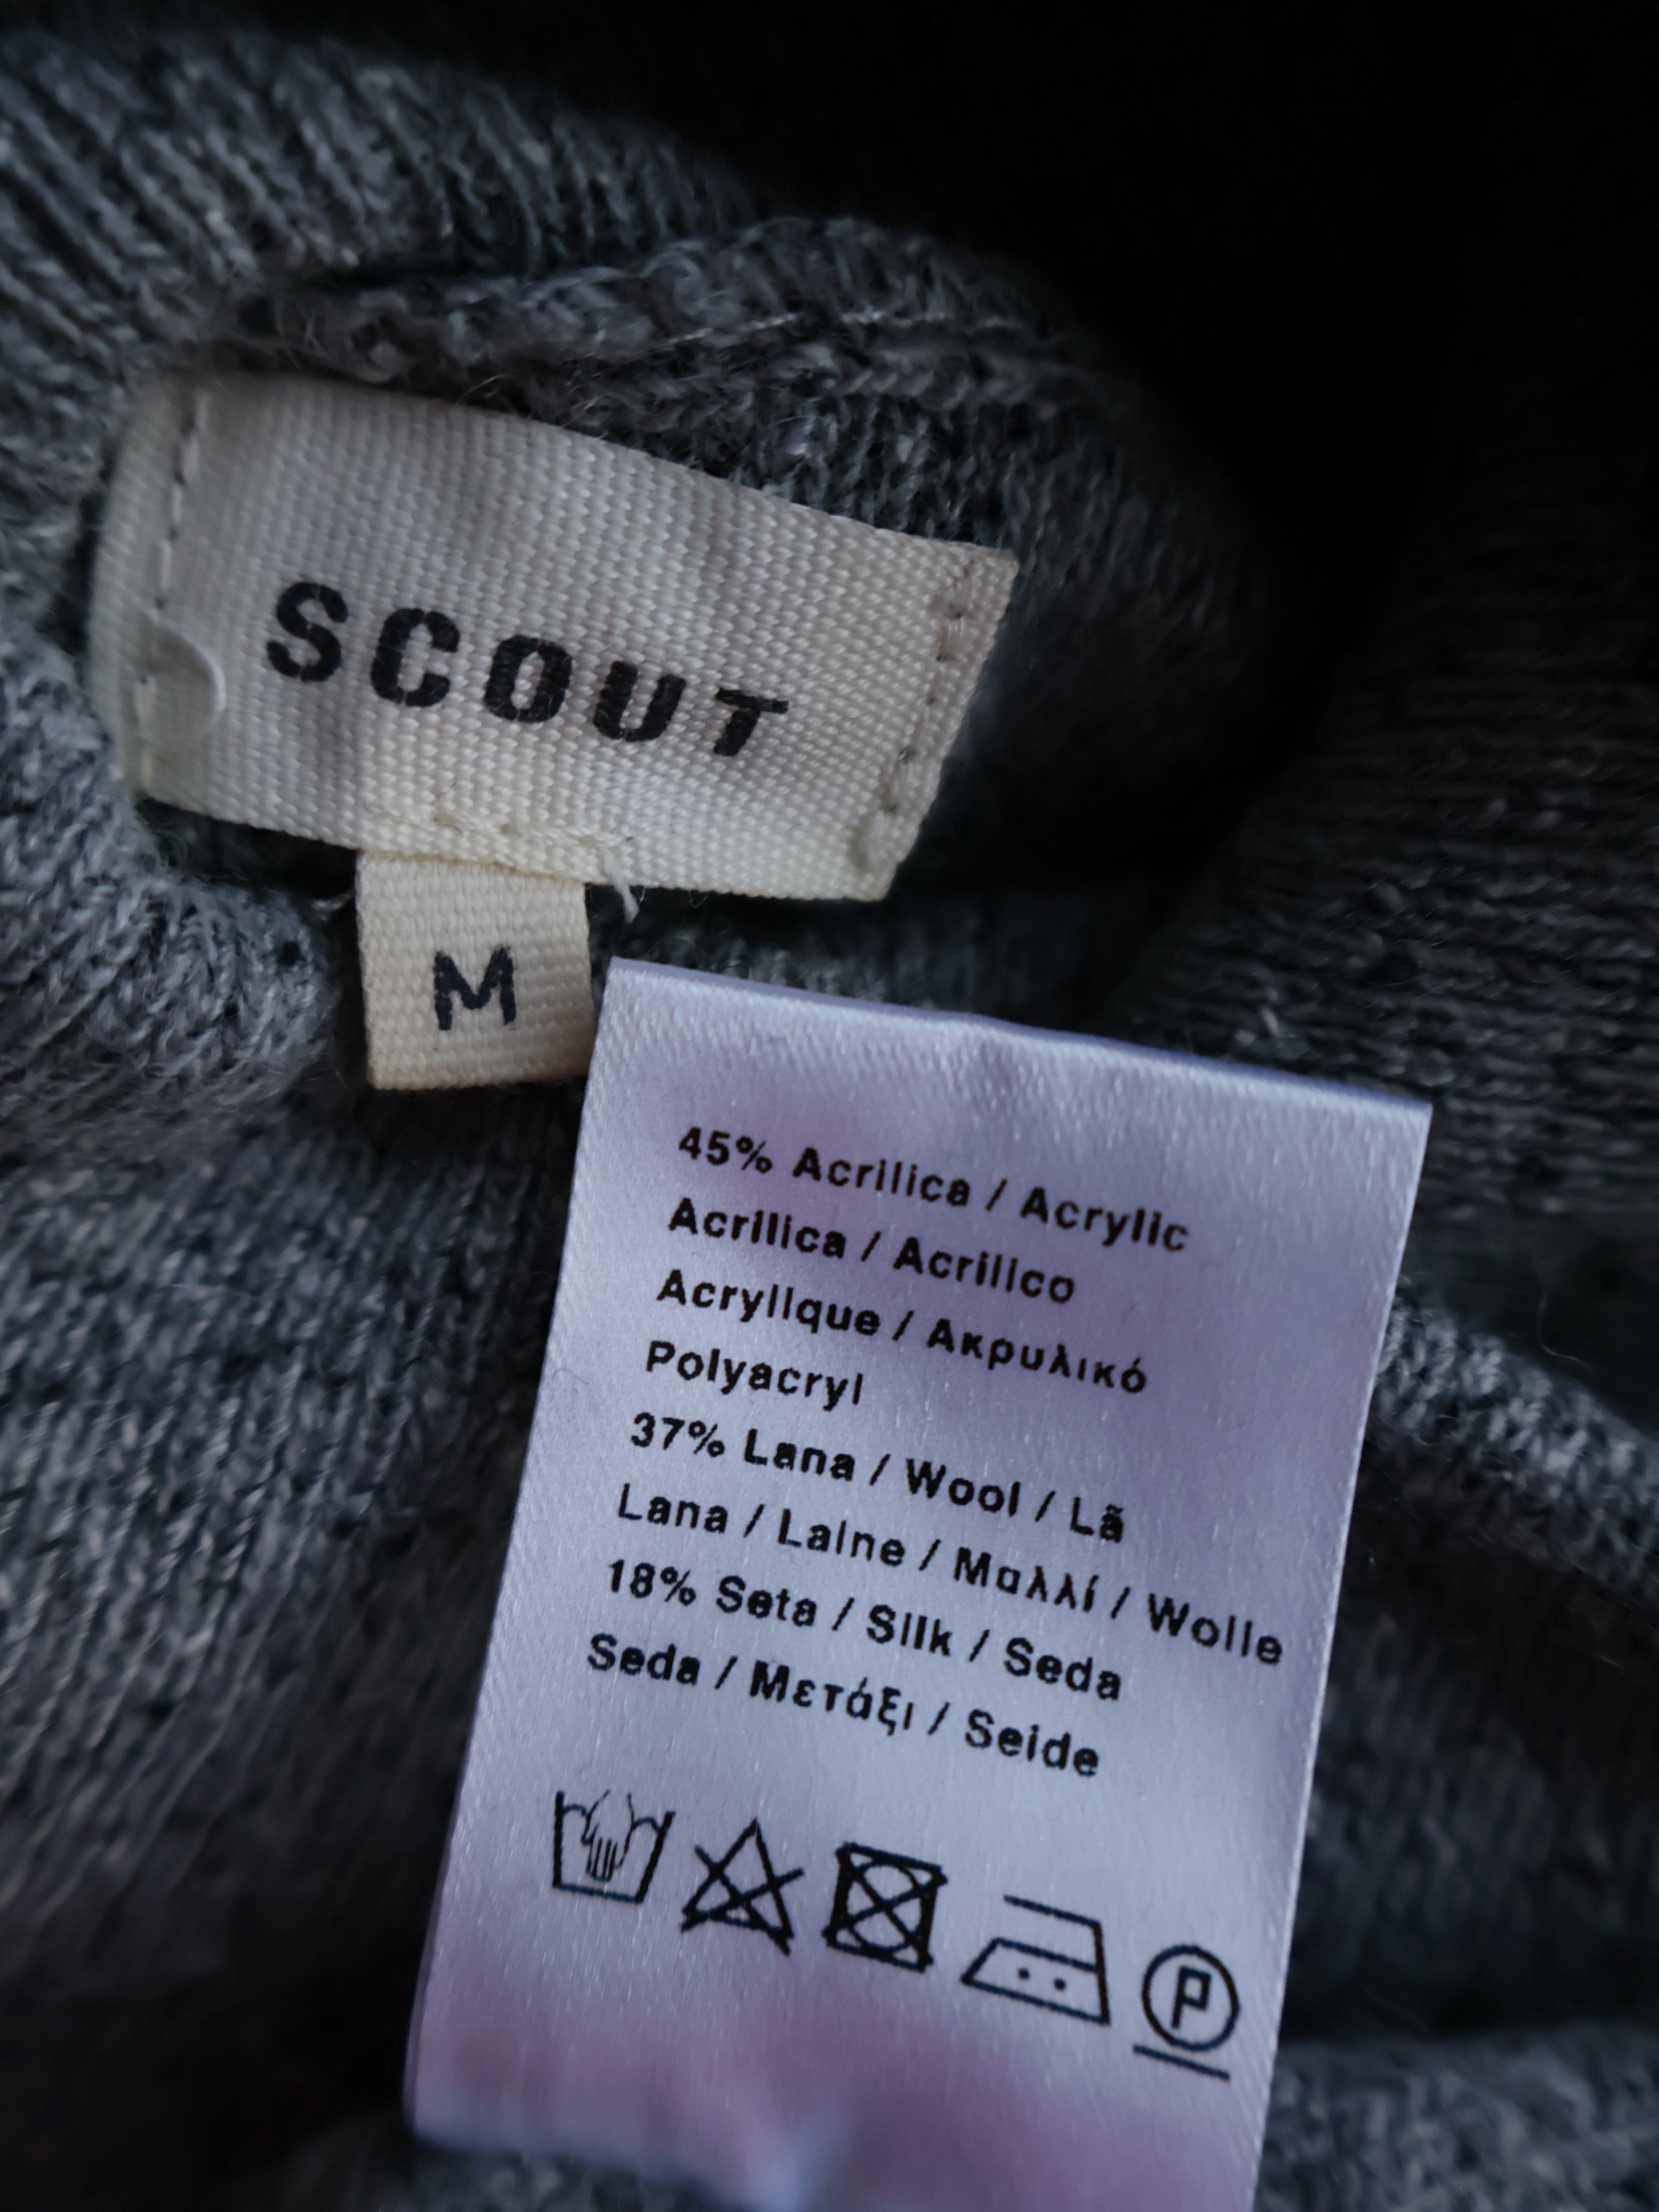 SCOUT
M
45% Acrilica / Acrylic
Acrilica / Acrilico
Acrylique / Ακρυλικό
Polyacryl
37% Lana / Wool / Lã
Lana / Laine / Μαλλί / Wolle
18% Seta / Silk / Seda
Seda / Μετάξι / Seide
P